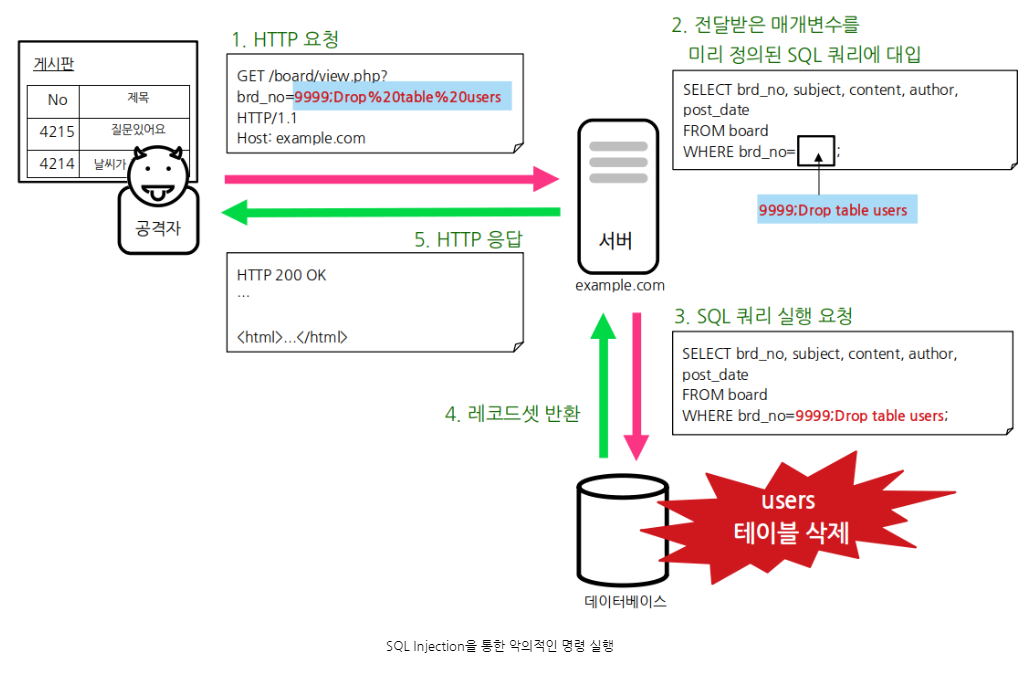 1. HTTP 요청
게시판
No 제목
4215 질문있어요
4214 날씨가
공격자
GET /board/view.php?
brd_no=9999;Drop%20table%20users
HTTP/1.1
Host: example.com
2. 전달받은 매개변수를
미리 정의된 SQL 쿼리에 대입
SELECT brd_no, subject, content, author,
post_date
FROM board
WHERE brd_no= ;
9999;Drop table users
서버
example.com
5. HTTP 응답
HTTP 200 OK
...
<html>...</html>
3. SQL 쿼리 실행 요청
SELECT brd_no, subject, content, author,
post_date
FROM board
WHERE brd_no=9999;Drop table users;
4. 레코드셋 반환
users
테이블 삭제
데이터베이스
SQL Injection을 통한 악의적인 명령 실행